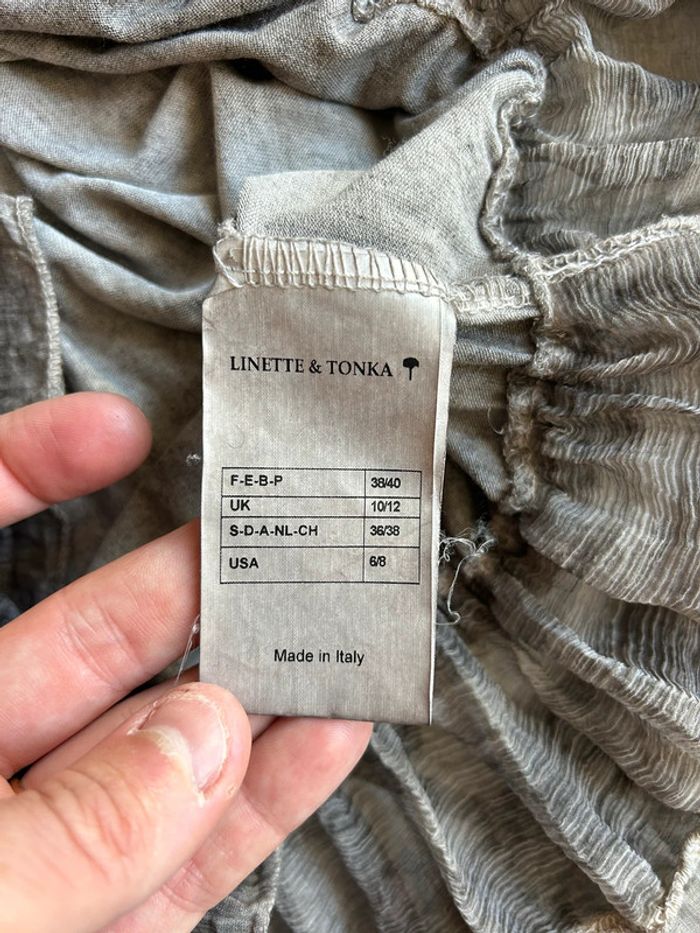 LINETTE & TONKA
F-E-B-P 38/40
UK 10/12
S-D-A-NL-CH 36/38
USA 6/8
Made in Italy